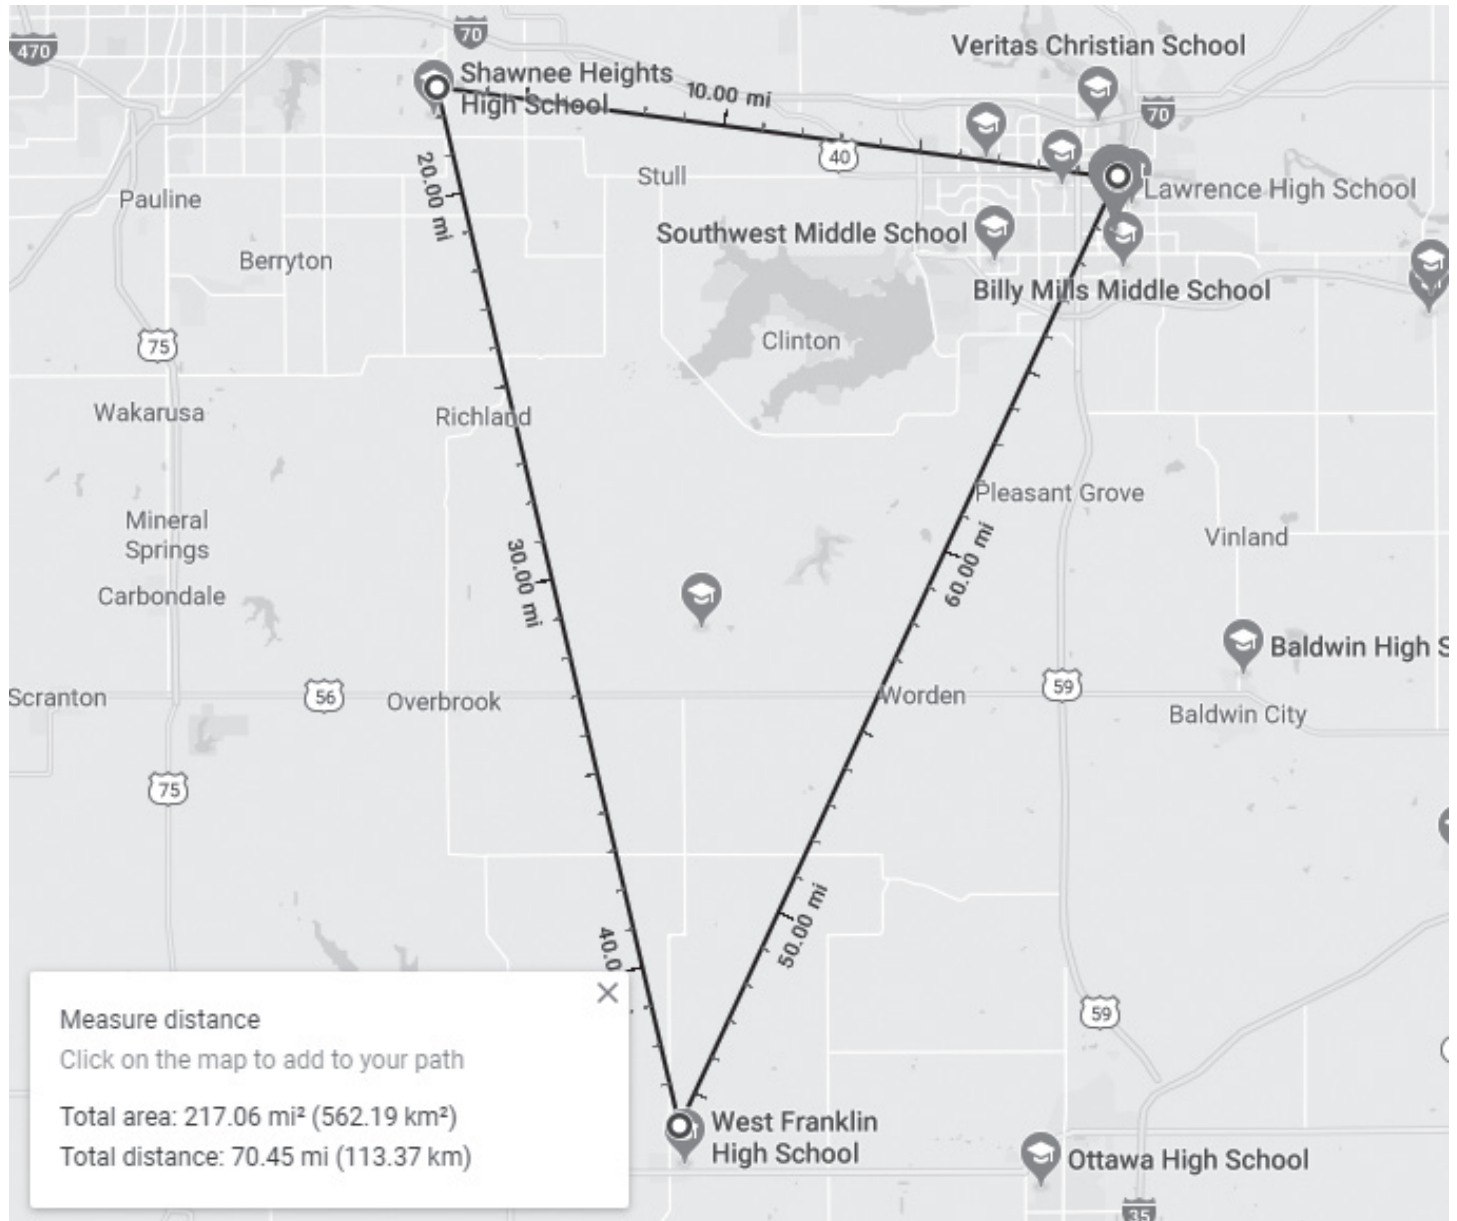 470
70
Veritas Christian School
Shawnee Heights
High School
10.00 mi
70
40
Stull
20.00 mi
Pauline
Lawrence High School
Southwest Middle School
Berryton
Billy Mills Middle School
75
Clinton
Wakarusa
Richland
Pleasant Grove
Mineral
Springs
Vinland
30.00 mi
60.00 mi
Carbondale
Baldwin High S
Scranton
56
Overbrook
Worden
59
Baldwin City
75
50.00 mi
40.0
Measure distance
Click on the map to add to your path
Total area: 217.06 mi² (562.19 km²)
Total distance: 70.45 mi (113.37 km)
59
West Franklin
High School
Ottawa High School
35